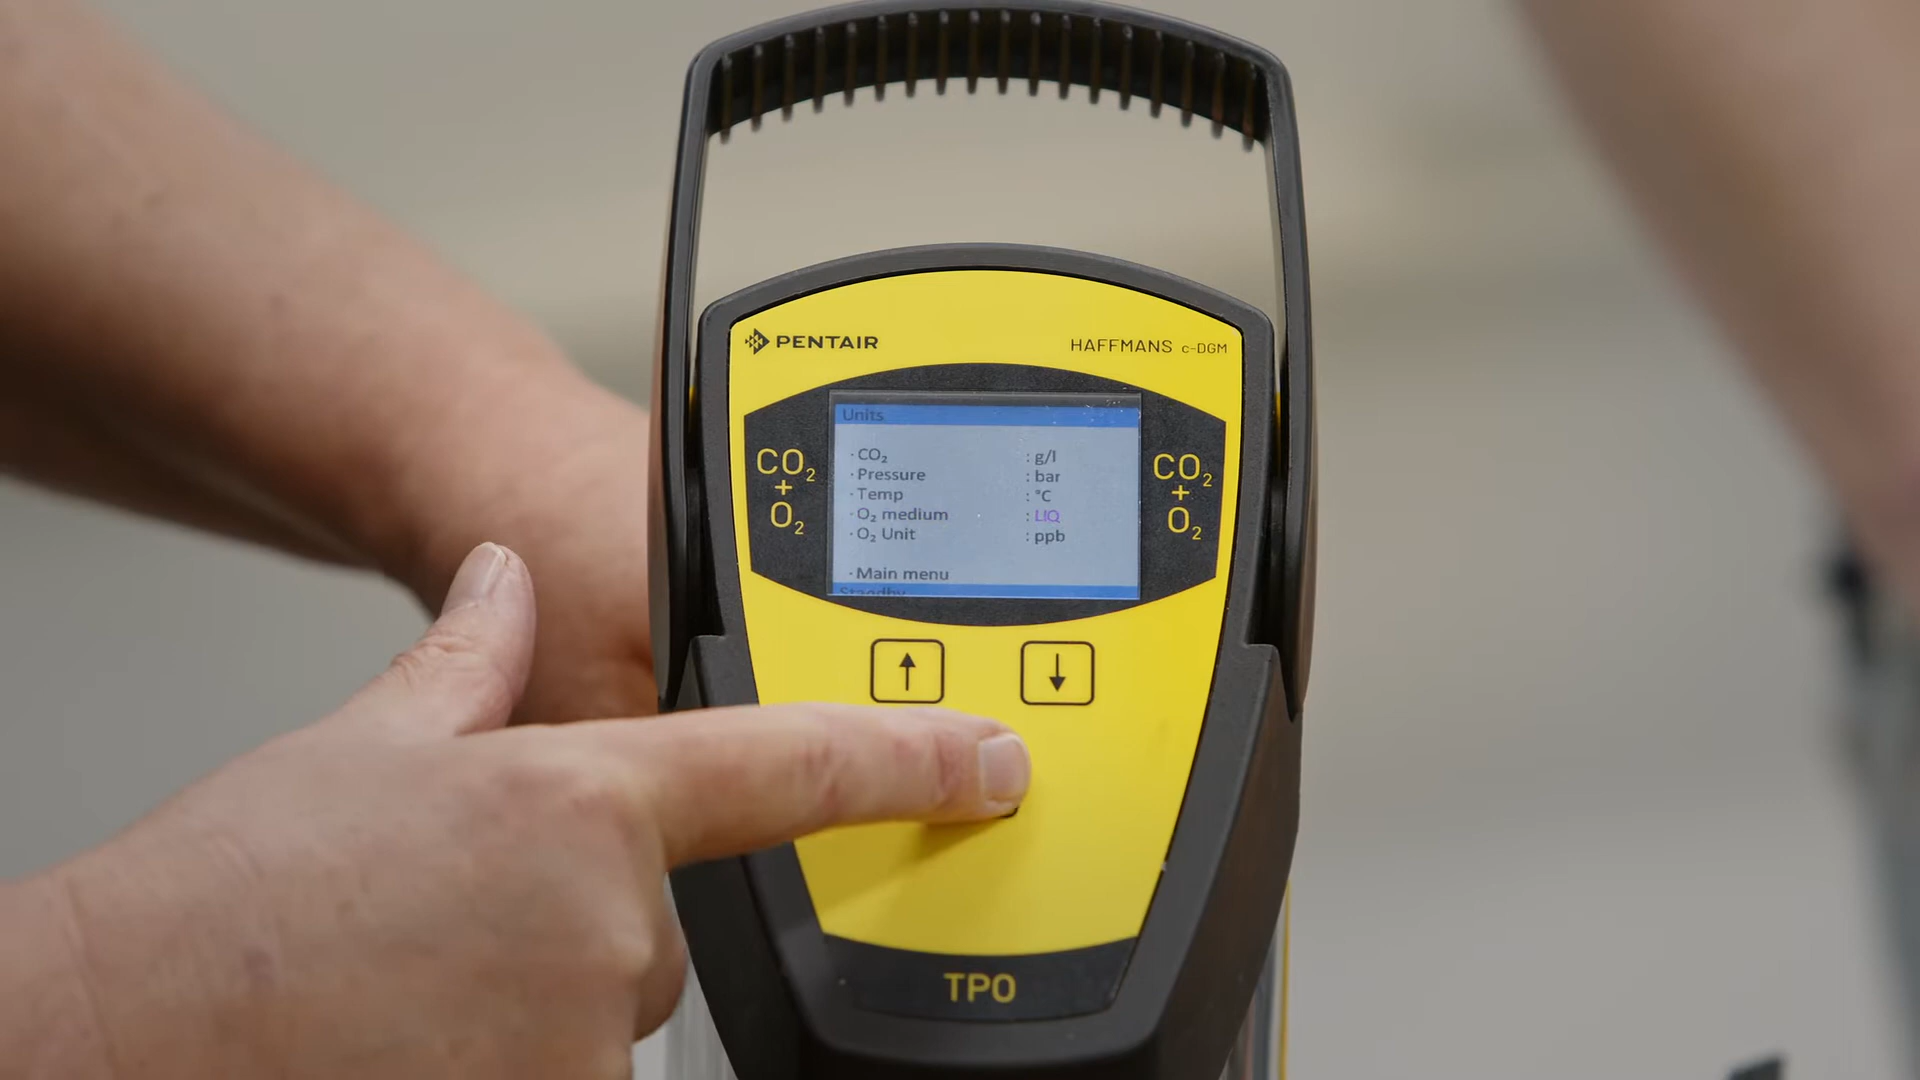 PENTAIR
HAFFMANS c-DGM
Units
· CO₂ : g/l
· Pressure : bar
· Temp : °C
· O₂ medium : LIQ
· O₂ Unit : ppb
· Main menu
Standby
CO₂
+
O₂
CO₂
+
O₂
TPO